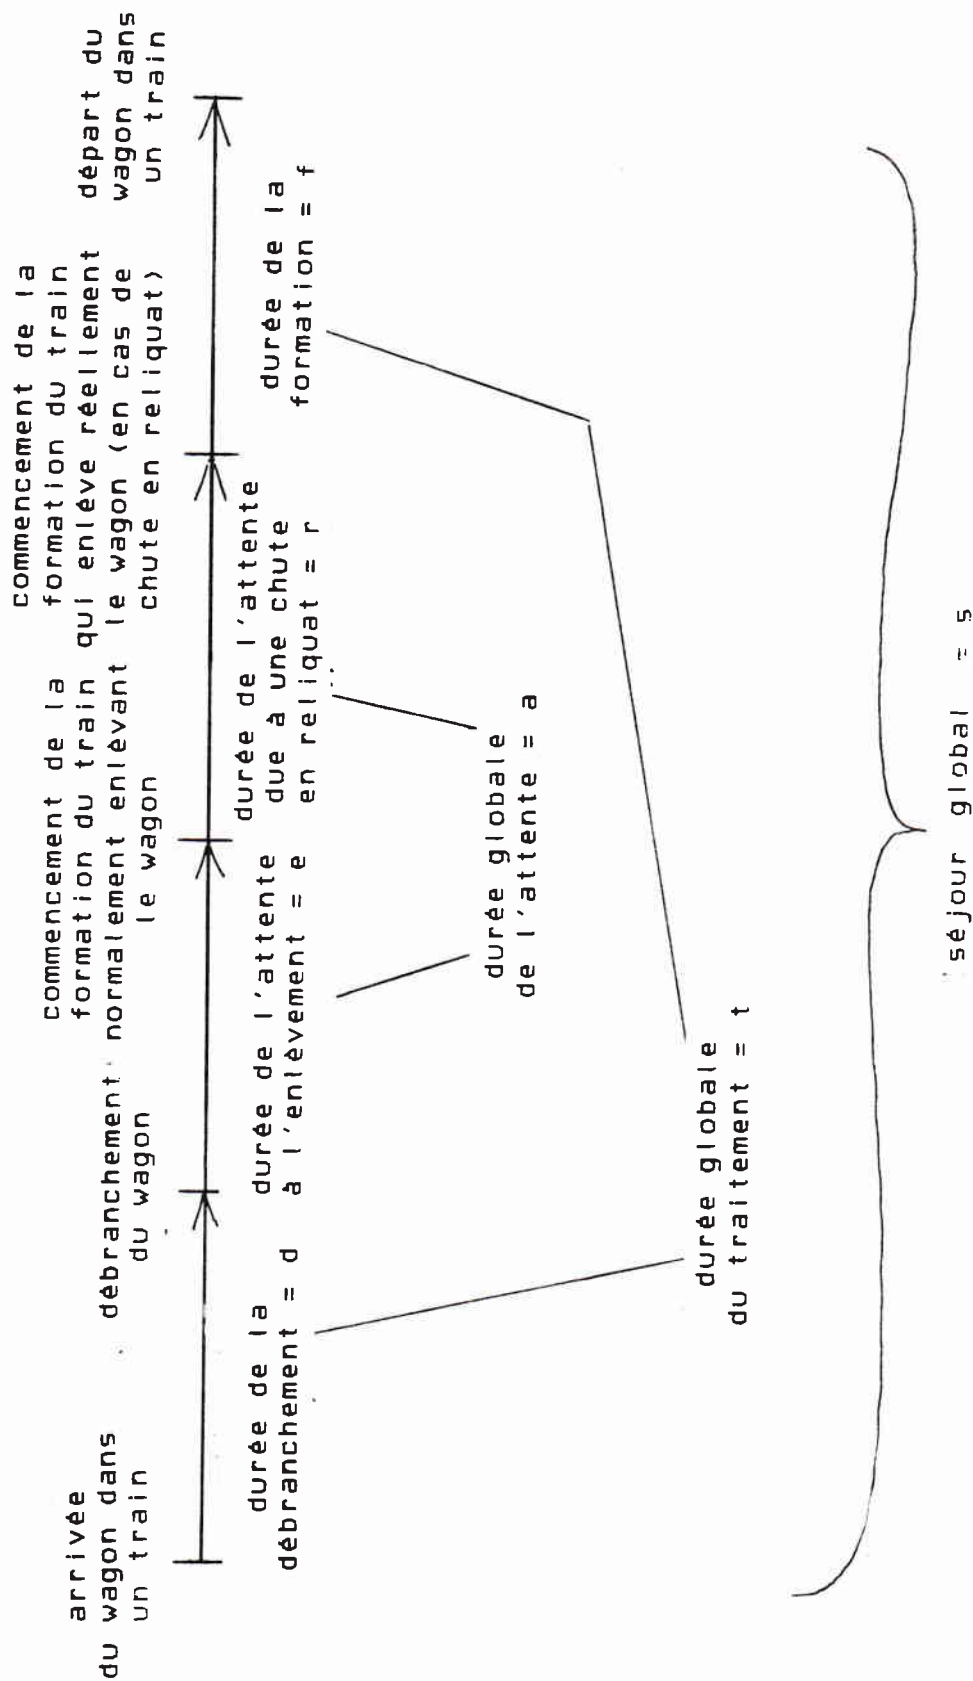 arrivée
du wagon dans
un train
débranchement
du wagon
commencement de la
formation du train
normalement enlèvant
le wagon
commencement de la
formation du train
qui enlève réellement
le wagon (en cas de
chute en reliquat)
départ du
wagon dans
un train
durée de la
débranchement = d
durée de l'attente
à l'enlèvement = e
durée de l'attente
due à une chute
en reliquat = r
durée de la
formation = f
durée globale
de l'attente = a
durée globale
du traitement = t
séjour global = s